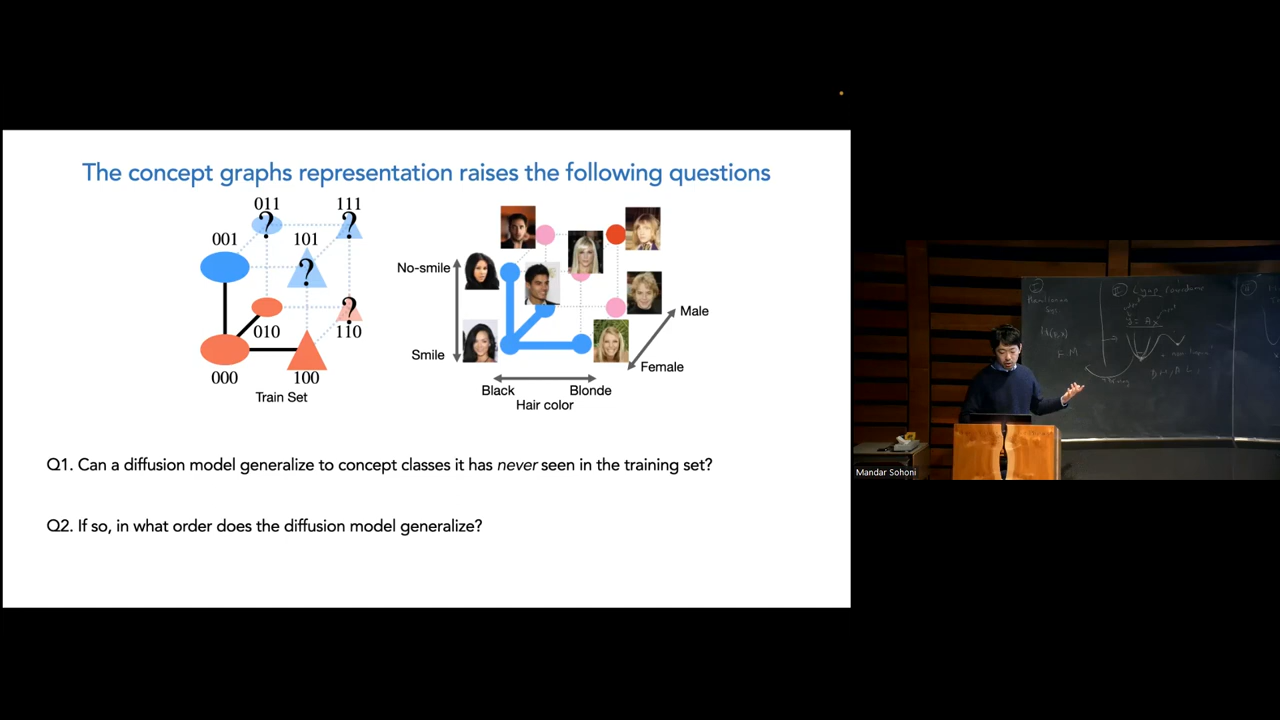 The concept graphs representation raises the following questions
011
111
?
?
001
101
?
?
010
110
000
100
Train Set
No-smile
Smile
Male
Female
Black
Blonde
Hair color
Q1. Can a diffusion model generalize to concept classes it has never seen in the training set?
Q2. If so, in what order does the diffusion model generalize?
Mandar Sohoni